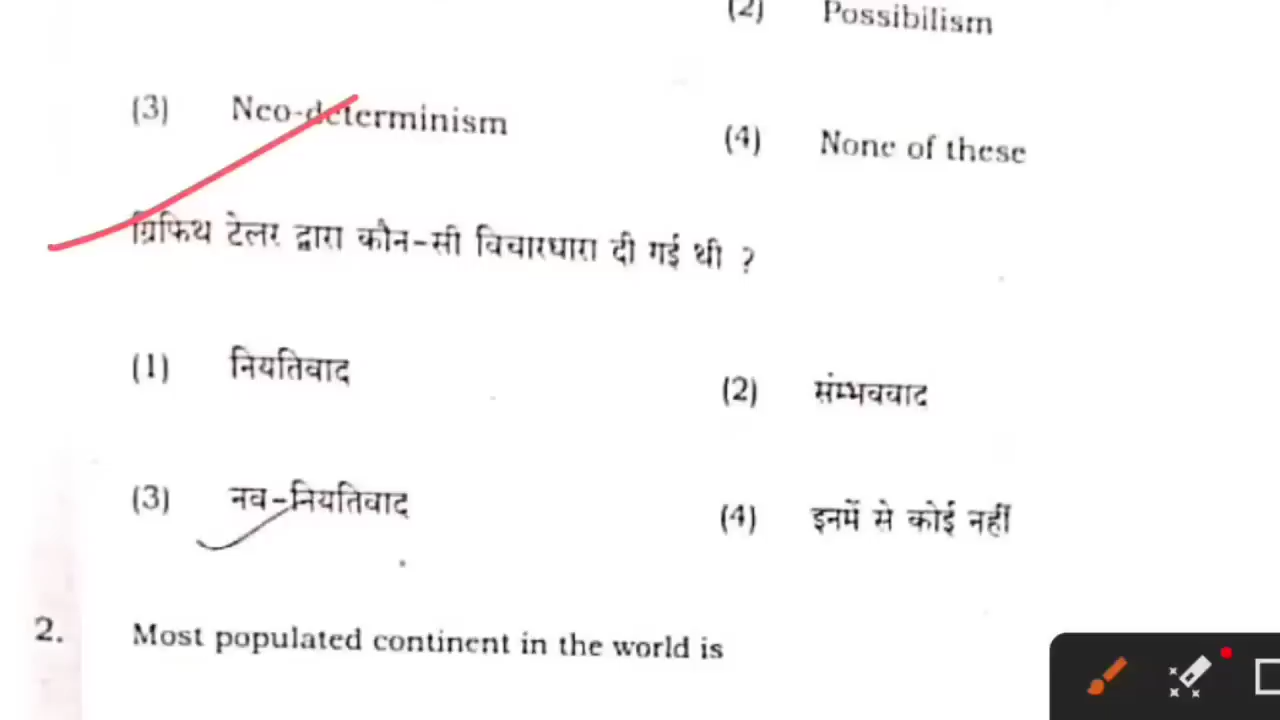 (2) Possibilism
(3) Neo-determinism
(4) None of these
ग्रिफिथ टेलर द्वारा कौन-सी विचारधारा दी गई थी ?
(1) नियतिवाद
(2) संम्भववाद
(3) नव-नियतिवाद
(4) इनमें से कोई नहीं
2. Most populated continent in the world is